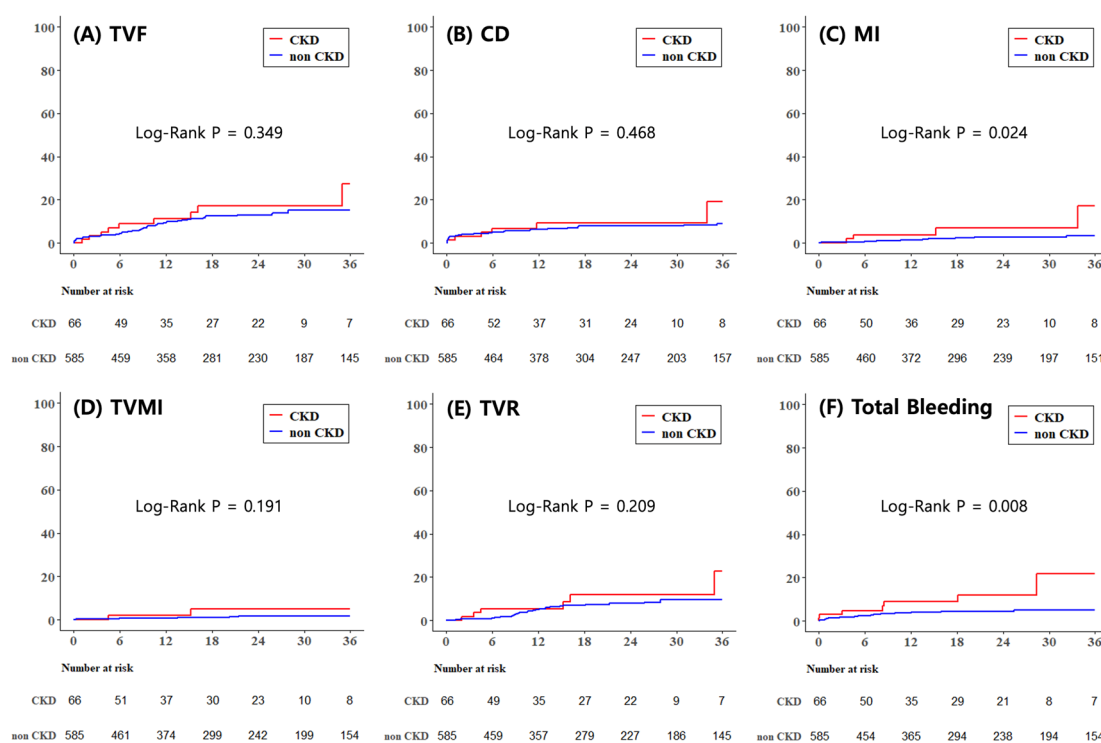 (A) TVF
CKD
non CKD
Log-Rank P = 0.349
100
80
60
40
20
0
0 6 12 18 24 30 36
Number at risk
CKD 66 49 35 27 22 9 7
non CKD 585 459 358 281 230 187 145
(B) CD
CKD
non CKD
Log-Rank P = 0.468
100
80
60
40
20
0
0 6 12 18 24 30 36
Number at risk
CKD 66 52 37 31 24 10 8
non CKD 585 464 378 304 247 203 157
(C) MI
CKD
non CKD
Log-Rank P = 0.024
100
80
60
40
20
0
0 6 12 18 24 30 36
Number at risk
CKD 66 50 36 29 23 10 8
non CKD 585 460 372 296 239 197 151
(D) TVMI
CKD
non CKD
Log-Rank P = 0.191
100
80
60
40
20
0
0 6 12 18 24 30 36
Number at risk
CKD 66 51 37 30 23 10 8
non CKD 585 461 374 299 242 199 154
(E) TVR
CKD
non CKD
Log-Rank P = 0.209
100
80
60
40
20
0
0 6 12 18 24 30 36
Number at risk
CKD 66 49 35 27 22 9 7
non CKD 585 459 357 279 227 186 145
(F) Total Bleeding
CKD
non CKD
Log-Rank P = 0.008
100
80
60
40
20
0
0 6 12 18 24 30 36
Number at risk
CKD 66 50 35 29 21 8 7
non CKD 585 454 365 294 238 194 154